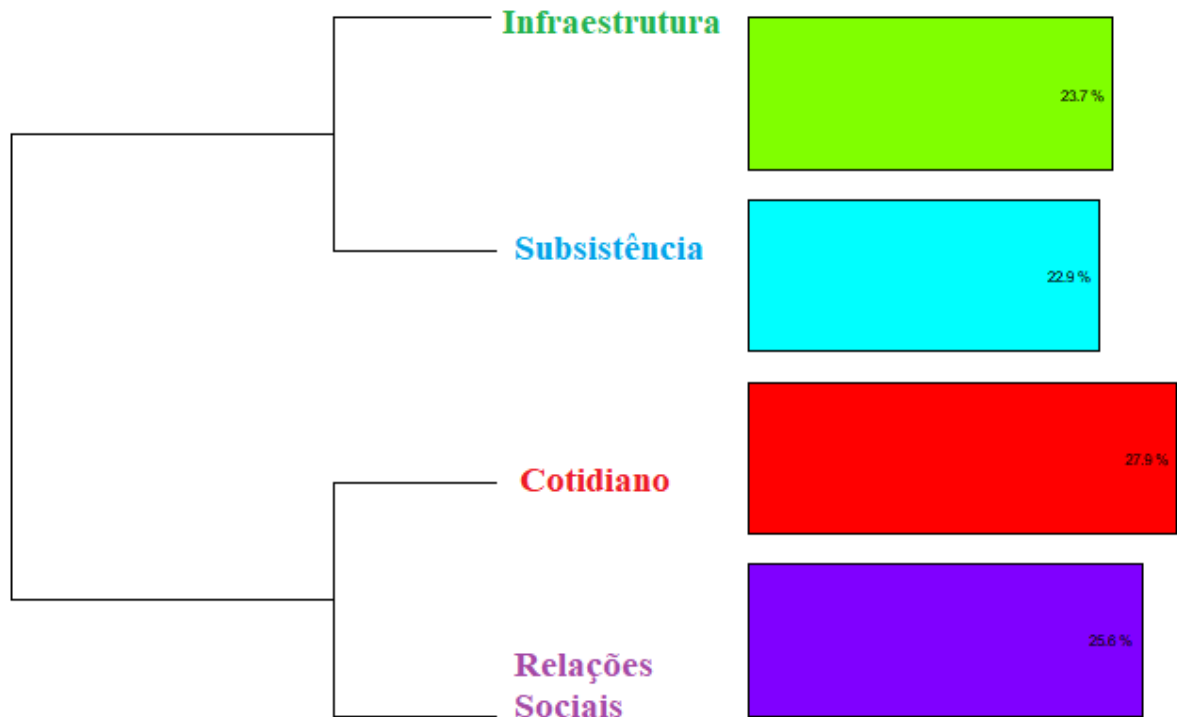 Infraestrutura
23.7 %
Subsistência
22.9 %
Cotidiano
27.9 %
Relações
Sociais
25.6 %